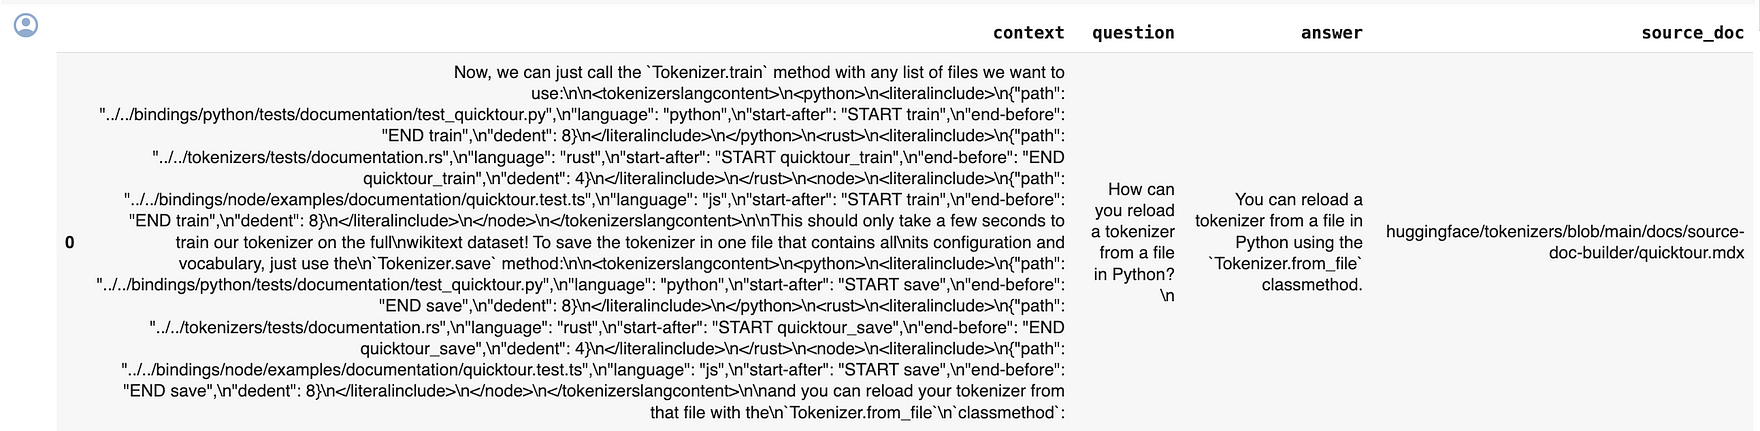 context question answer source_doc
Now, we can just call the `Tokenizer.train` method with any list of files we want to
use:\n\n<tokenizerslangcontent>\n<python>\n<literalinclude>\n{"path":
"../../bindings/python/tests/documentation/test_quicktour.py",\n"language": "python",\n"start-after": "START train",\n"end-before":
"END train",\n"dedent": 8}\n</literalinclude>\n</python>\n<rust>\n<literalinclude>\n{"path":
"../../tokenizers/tests/documentation.rs",\n"language": "rust",\n"start-after": "START quicktour_train",\n"end-before": "END
quicktour_train",\n"dedent": 4}\n</literalinclude>\n</rust>\n<node>\n<literalinclude>\n{"path":
"../../bindings/node/examples/documentation/quicktour.test.ts",\n"language": "js",\n"start-after": "START train",\n"end-before":
"END train",\n"dedent": 8}\n</literalinclude>\n</node>\n</tokenizerslangcontent>\n\nThis should only take a few seconds to
train our tokenizer on the full\nwikitext dataset! To save the tokenizer in one file that contains all\nits configuration and
vocabulary, just use the\n`Tokenizer.save` method:\n\n<tokenizerslangcontent>\n<python>\n<literalinclude>\n{"path":
"../../bindings/python/tests/documentation/test_quicktour.py",\n"language": "python",\n"start-after": "START save",\n"end-before":
"END save",\n"dedent": 8}\n</literalinclude>\n</python>\n<rust>\n<literalinclude>\n{"path":
"../../tokenizers/tests/documentation.rs",\n"language": "rust",\n"start-after": "START quicktour_save",\n"end-before": "END
quicktour_save",\n"dedent": 4}\n</literalinclude>\n</rust>\n<node>\n<literalinclude>\n{"path":
"../../bindings/node/examples/documentation/quicktour.test.ts",\n"language": "js",\n"start-after": "START save",\n"end-before":
"END save",\n"dedent": 8}\n</literalinclude>\n</node>\n</tokenizerslangcontent>\n\nand you can reload your tokenizer from
that file with the\n`Tokenizer.from_file`\n`classmethod`:
0
How can
you reload
a tokenizer
from a file
in Python?
\n
You can reload a
tokenizer from a file in
Python using the
`Tokenizer.from_file`
classmethod.
huggingface/tokenizers/blob/main/docs/source-
doc-builder/quicktour.mdx